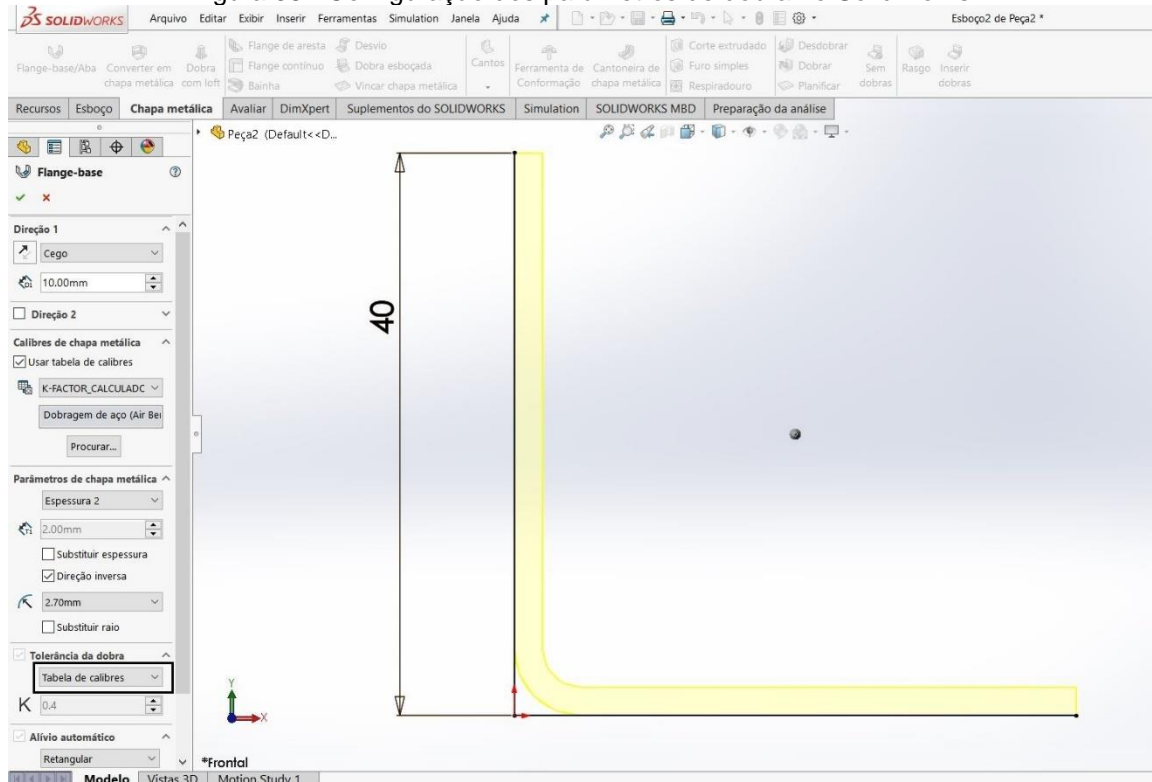 SOLIDWORKS Arquivo Editar Exibir Inserir Ferramentas Simulation Janela Ajuda Esboço2 de Peça2 *
Flange-base/Aba
Converter em chapa metálica
Dobra com loft
Flange de aresta
Flange contínuo
Bainha
Desvio
Dobra esboçada
Vincar chapa metálica
Cantos
Ferramenta de Conformação
Cantoneira de chapa metálica
Corte extrudado
Furo simples
Respiradouro
Desdobrar
Dobrar
Planificar
Sem dobras
Rasgo
Inserir dobras
Recursos Esboço Chapa metálica Avaliar DimXpert Suplementos do SOLIDWORKS Simulation SOLIDWORKS MBD Preparação da análise
Peça2 (Default<<D...
Flange-base
Direção 1
Cego
10.00mm
Direção 2
Calibres de chapa metálica
Usar tabela de calibres
K-FACTOR_CALCULADC
Dobragem de aço (Air Ber
Procurar...
Parâmetros de chapa metálica
Espessura 2
2.00mm
Substituir espessura
Direção inversa
2.70mm
Substituir raio
Tolerância da dobra
Tabela de calibres
K 0.4
Alívio automático
Retangular
40
Y
X
*Frontal
Modelo Vistas 3D Motion Study 1